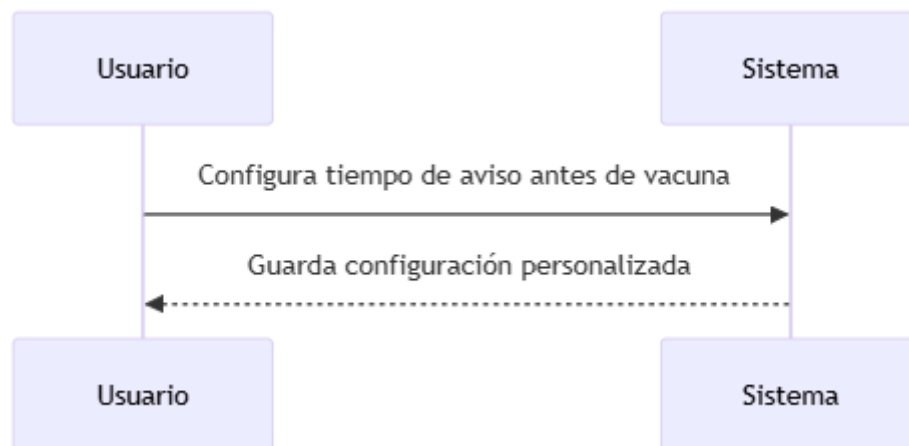 Usuario
Sistema
Configura tiempo de aviso antes de vacuna
Guarda configuración personalizada
Usuario
Sistema